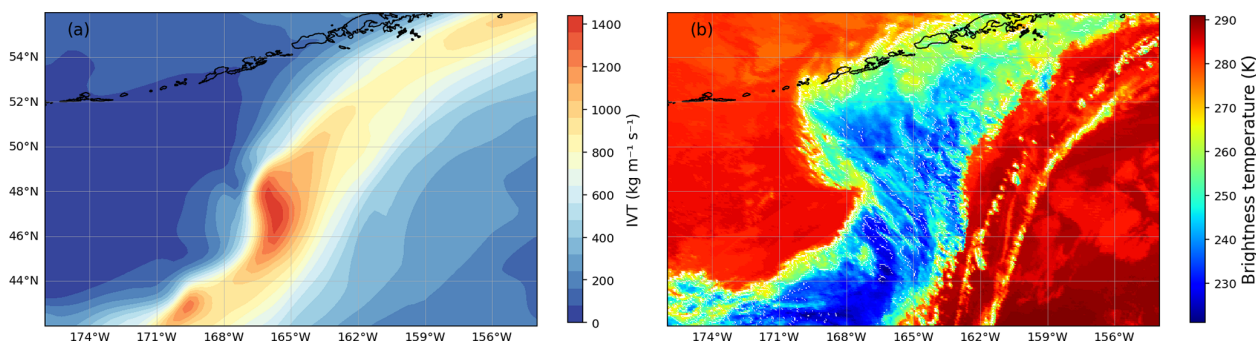 (a)
54°N
52°N
50°N
48°N
46°N
44°N
174°W 171°W 168°W 165°W 162°W 159°W 156°W
1400
1200
1000
800
600
400
200
0
IVT (kg m⁻¹ s⁻¹)
(b)
174°W 171°W 168°W 165°W 162°W 159°W 156°W
290
280
270
260
250
240
230
Brightness temperature (K)